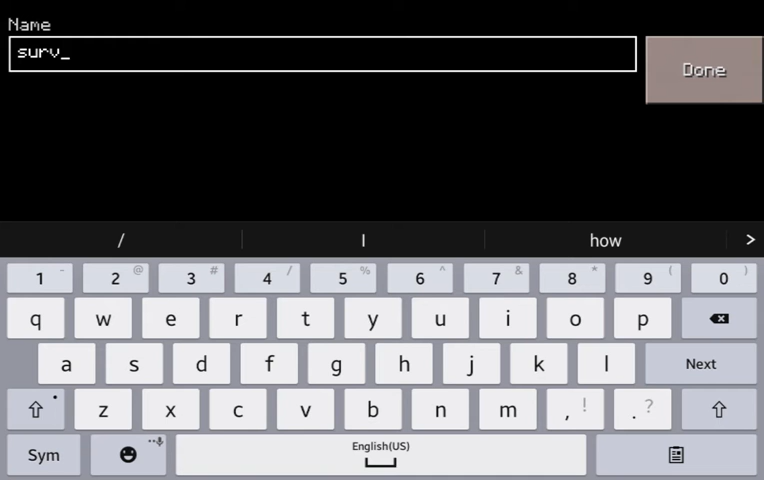 Name
surv_
Done
/ I how >
1 - 2 @ 3 # 4 / 5 % 6 ^ 7 & 8 * 9 ( 0 )
q w e r t y u i o p
a s d f g h j k l Next
z x c v b n m , ! . ?
Sym English(US)